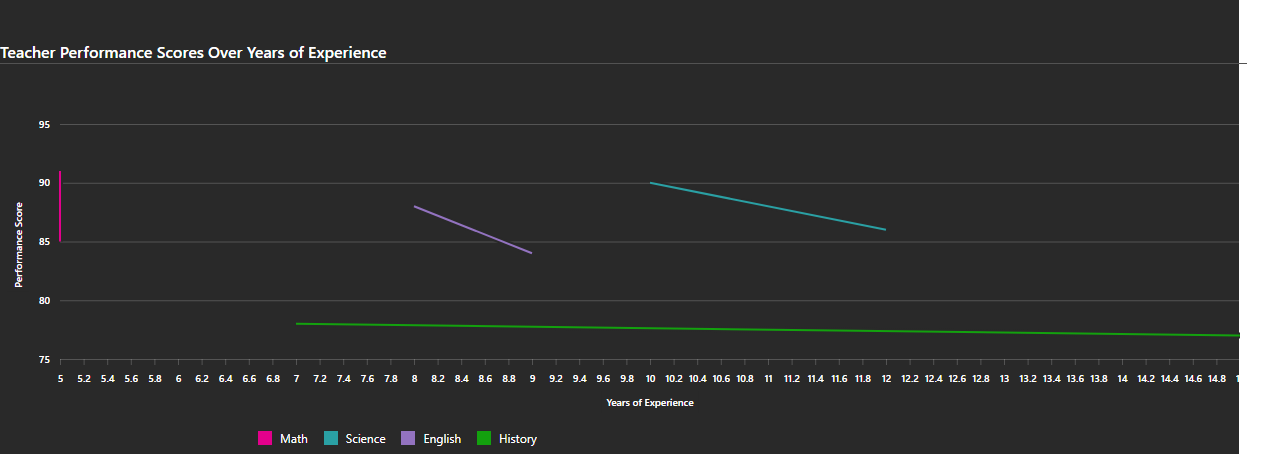 Teacher Performance Scores Over Years of Experience
95
90
85
80
75
Performance Score
5 5.2 5.4 5.6 5.8 6 6.2 6.4 6.6 6.8 7 7.2 7.4 7.6 7.8 8 8.2 8.4 8.6 8.8 9 9.2 9.4 9.6 9.8 10 10.2 10.4 10.6 10.8 11 11.2 11.4 11.6 11.8 12 12.2 12.4 12.6 12.8 13 13.2 13.4 13.6 13.8 14 14.2 14.4 14.6 14.8
Years of Experience
Math Science English History